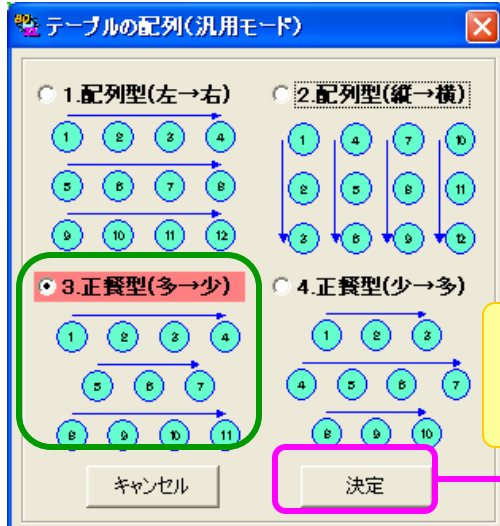 テーブルの配列(汎用モード)
1.配列型(左→右)
1 2 3 4
5 6 7 8
9 10 11 12
2.配列型(縦→横)
1 4 7 10
2 5 8 11
3 6 9 12
3.正餐型(多→少)
1 2 3 4
5 6 7
8 9 10 11
4.正餐型(少→多)
1 2 3
4 5 6 7
8 9 10
キャンセル
決定